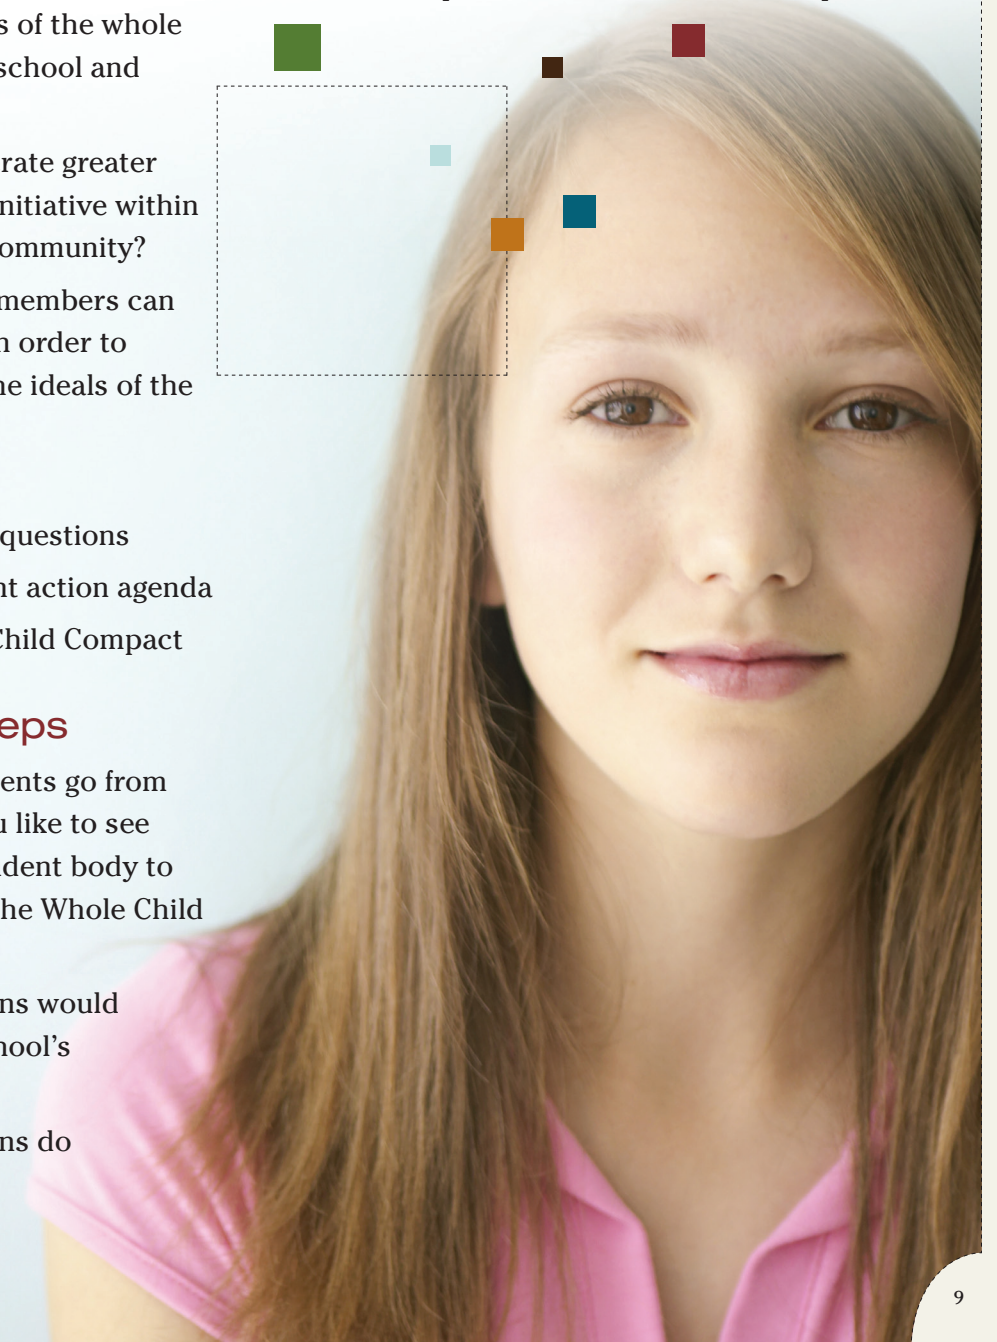 s of the whole
school and
rate greater
nitiative within
ommunity?
members can
n order to
ne ideals of the
questions
nt action agenda
Child Compact
eps
ents go from
u like to see
dent body to
he Whole Child
ns would
hool's
ns do
9